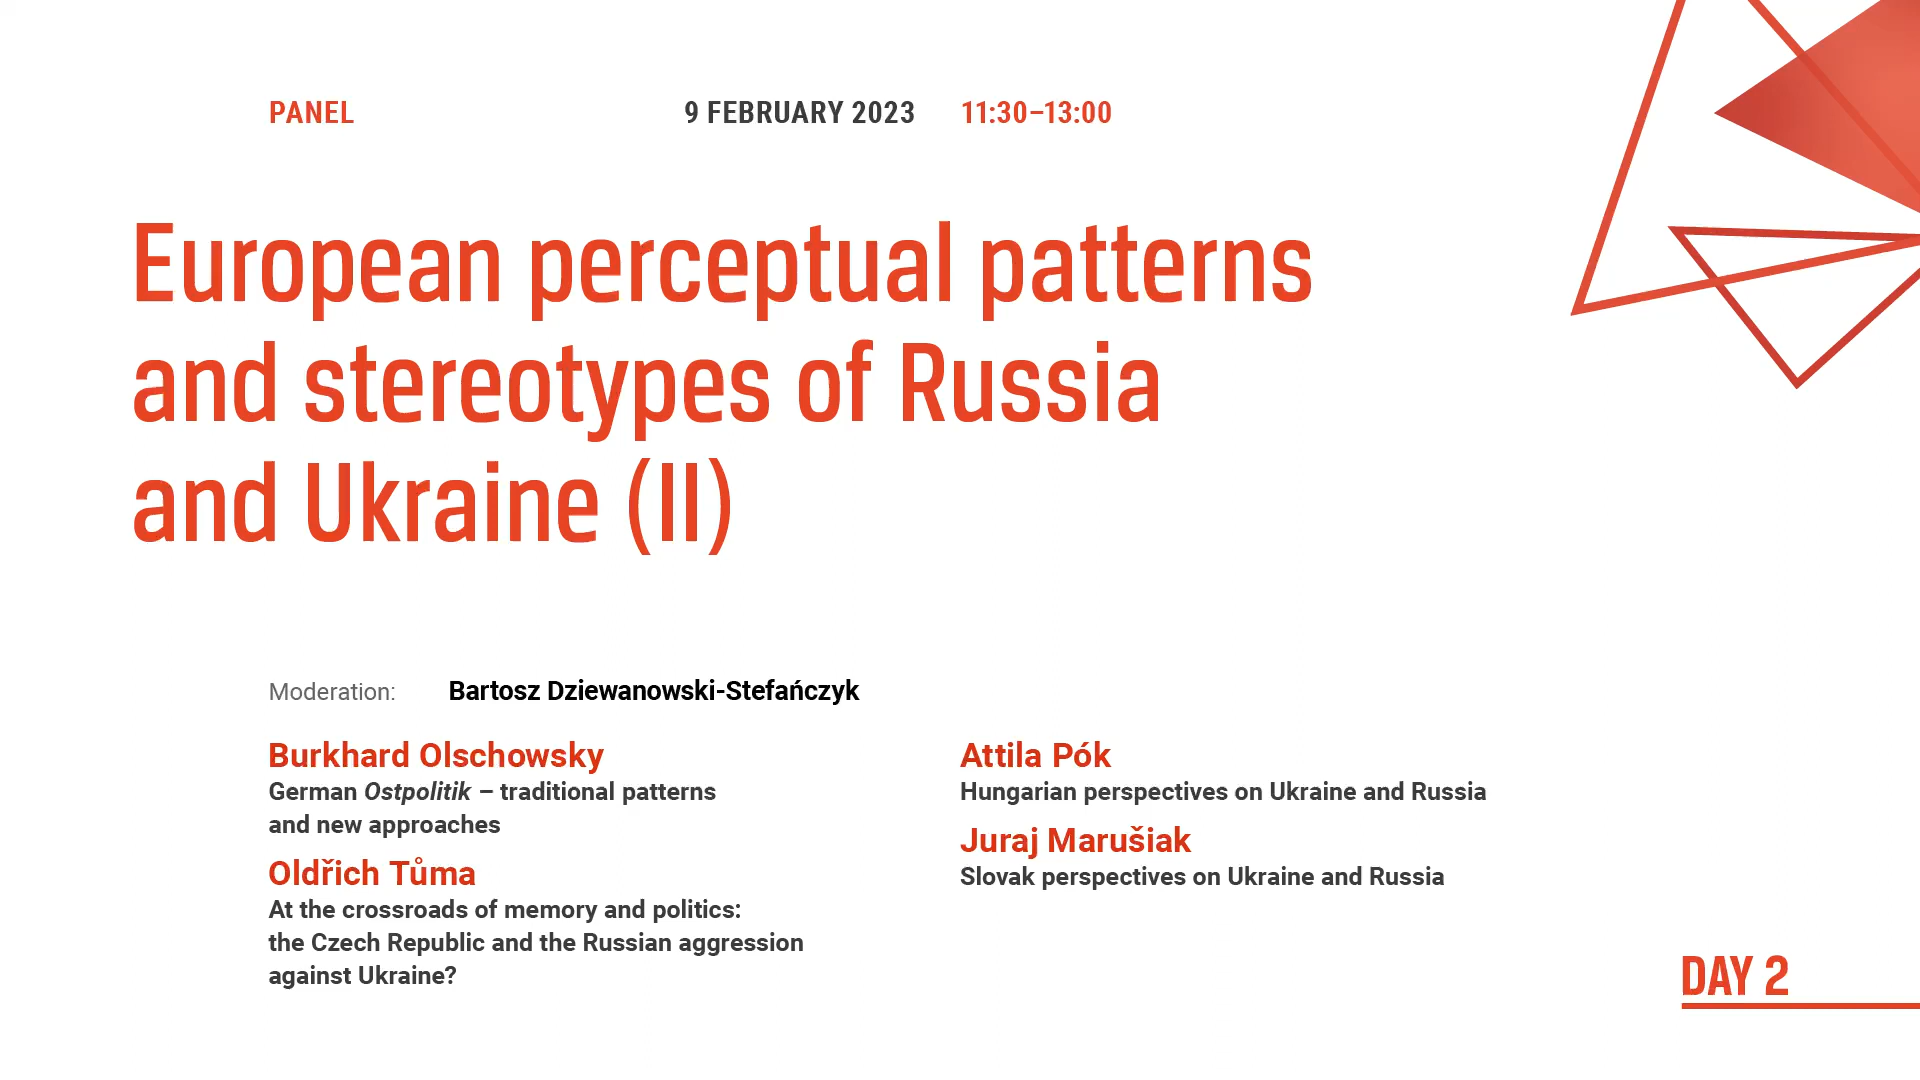 PANEL 9 FEBRUARY 2023 11:30–13:00
European perceptual patterns
and stereotypes of Russia
and Ukraine (II)
Moderation: Bartosz Dziewanowski-Stefańczyk
Burkhard Olschowsky
German Ostpolitik – traditional patterns
and new approaches
Oldřich Tůma
At the crossroads of memory and politics:
the Czech Republic and the Russian aggression
against Ukraine?
Attila Pók
Hungarian perspectives on Ukraine and Russia
Juraj Marušiak
Slovak perspectives on Ukraine and Russia
DAY 2